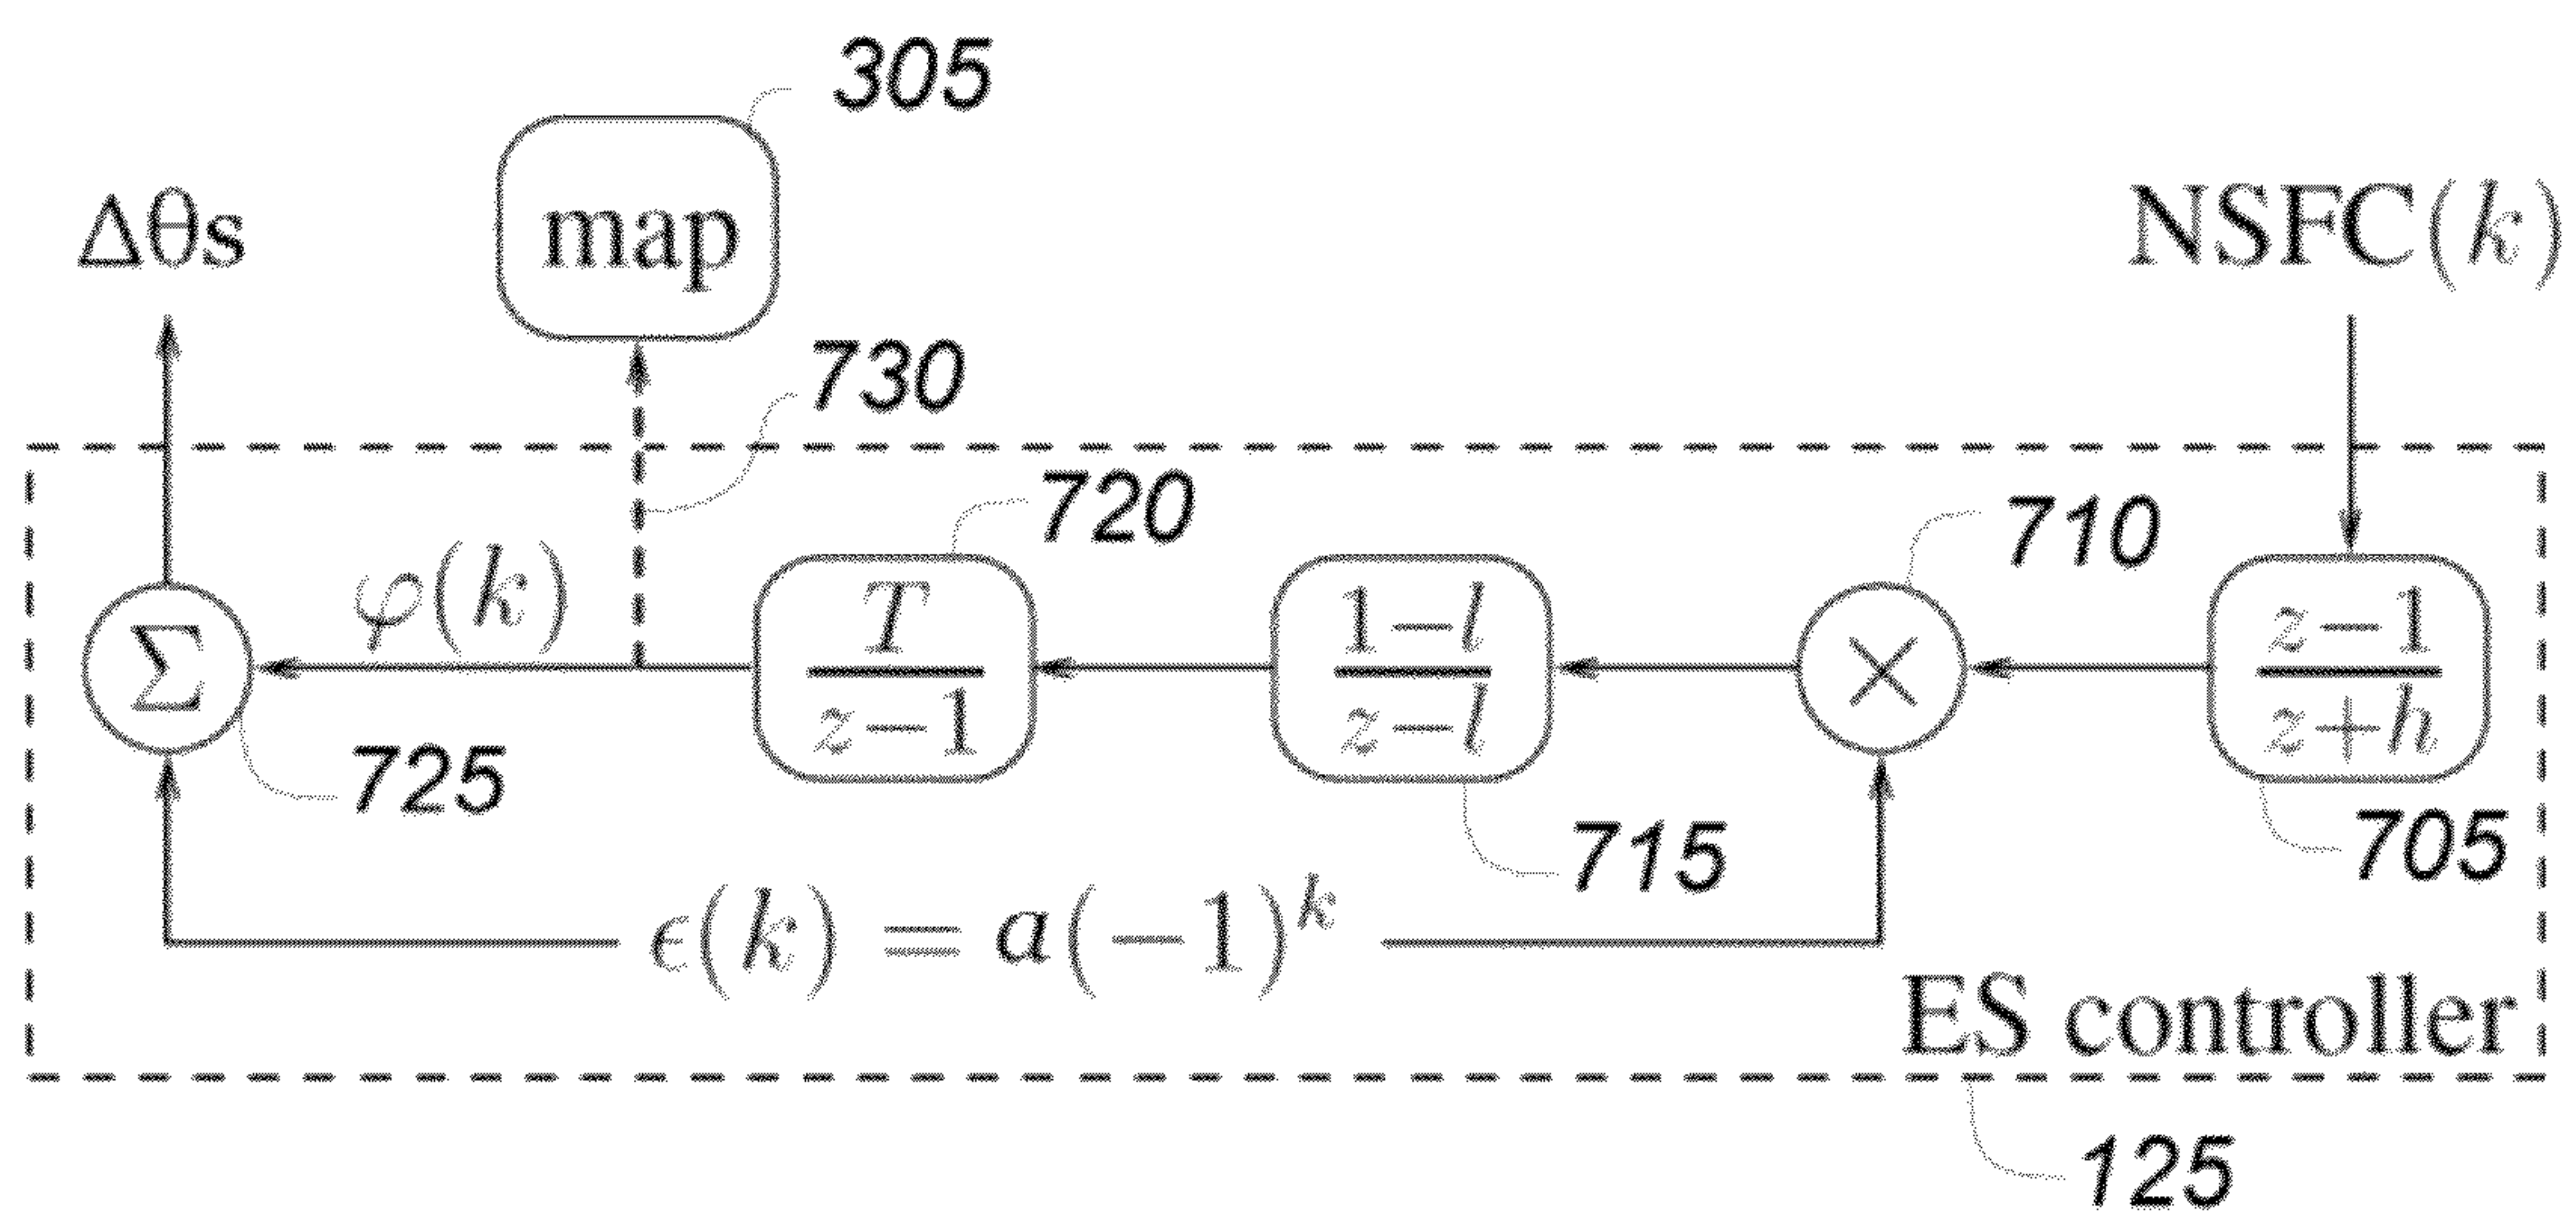 305
Δθs
map
NSFC(k)
730
720
710
φ(k)
Σ
T
z−1
1−l
z−l
×
z−1
z+h
725
715
705
ϵ(k) = a(−1)^k
ES controller
125